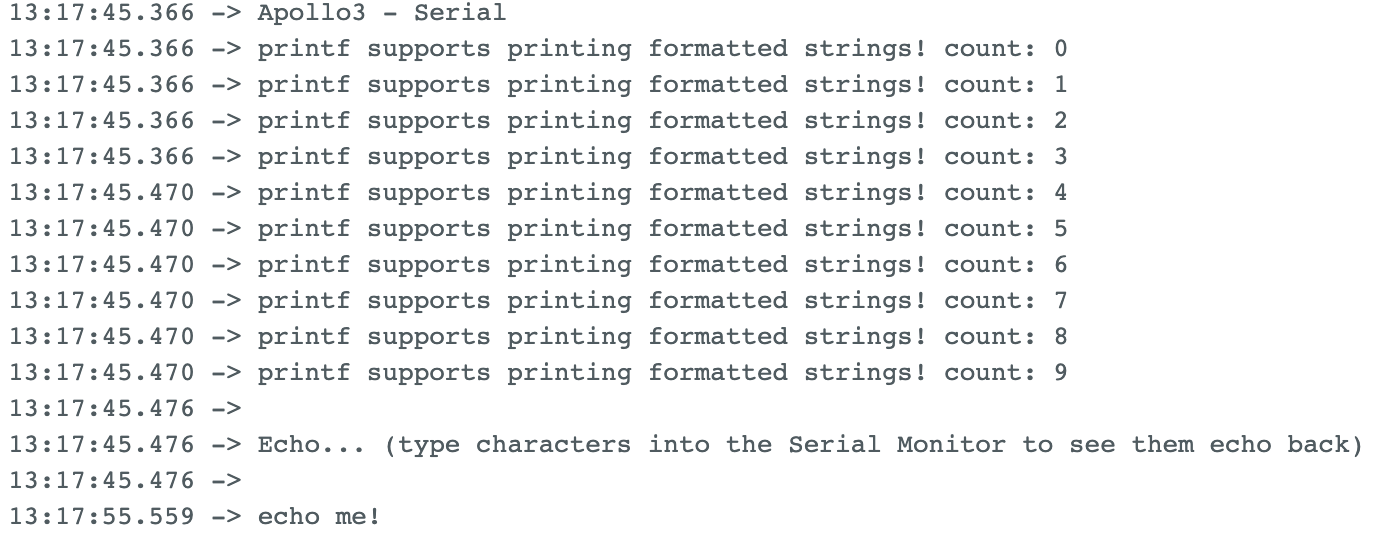 13:17:45.366 -> Apollo3 - Serial
13:17:45.366 -> printf supports printing formatted strings! count: 0
13:17:45.366 -> printf supports printing formatted strings! count: 1
13:17:45.366 -> printf supports printing formatted strings! count: 2
13:17:45.366 -> printf supports printing formatted strings! count: 3
13:17:45.470 -> printf supports printing formatted strings! count: 4
13:17:45.470 -> printf supports printing formatted strings! count: 5
13:17:45.470 -> printf supports printing formatted strings! count: 6
13:17:45.470 -> printf supports printing formatted strings! count: 7
13:17:45.470 -> printf supports printing formatted strings! count: 8
13:17:45.470 -> printf supports printing formatted strings! count: 9
13:17:45.476 ->
13:17:45.476 -> Echo... (type characters into the Serial Monitor to see them echo back)
13:17:45.476 ->
13:17:55.559 -> echo me!